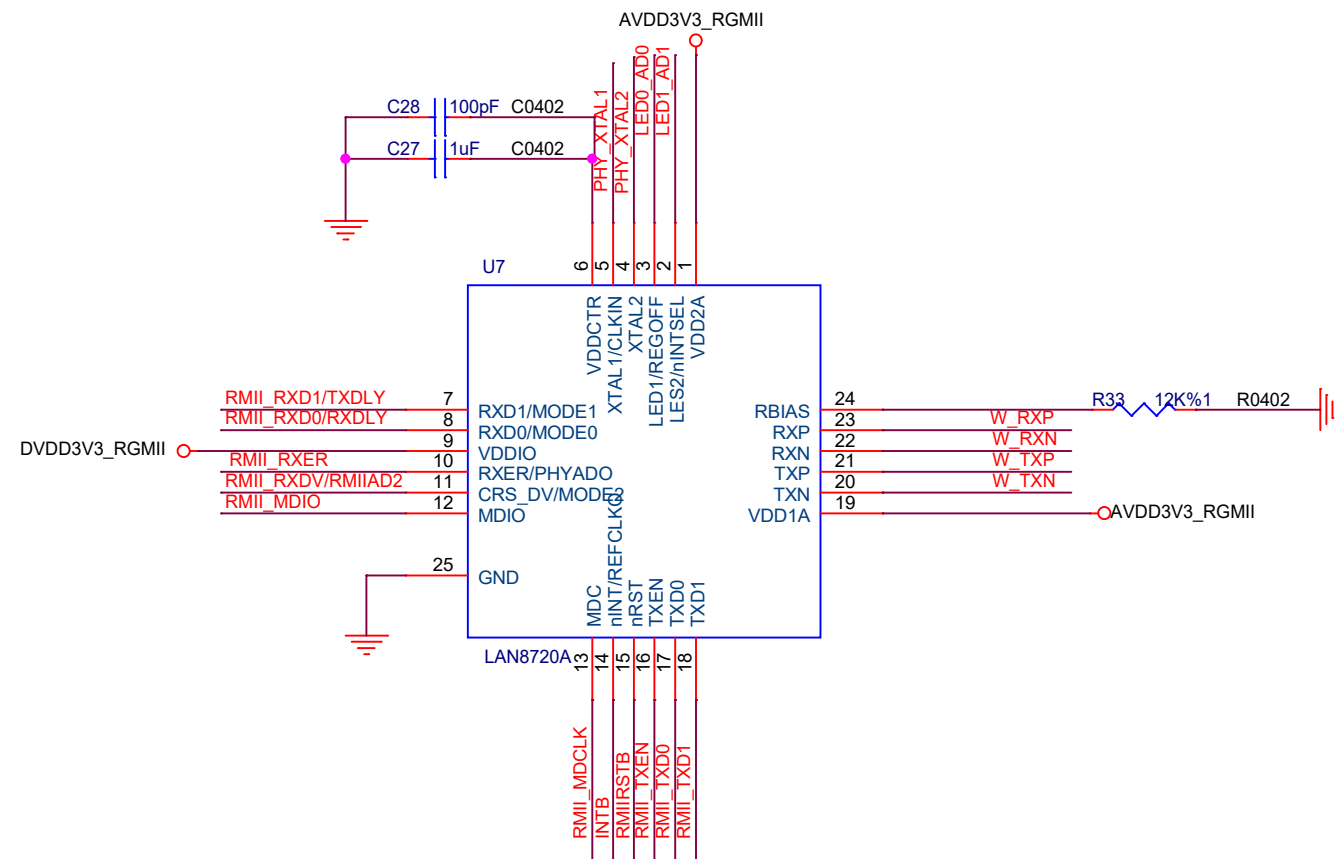 AVDD3V3_RGMII
C28 100pF C0402
C27 1uF C0402
PHY_XTAL1
PHY_XTAL2
LED0_AD0
LED1_AD1
U7
6
5
4
3
2
1
VDDCTR
XTAL1/CLKIN
XTAL2
LED1/REGOFF
LES2/nINTSEL
VDD2A
RMII_RXD1/TXDLY 7 RXD1/MODE1
RMII_RXD0/RXDLY 8 RXD0/MODE0
DVDD3V3_RGMII 9 VDDIO
RMII_RXER 10 RXER/PHYADO
RMII_RXDV/RMIIAD2 11 CRS_DV/MODE2
RMII_MDIO 12 MDIO
25 GND
RBIAS 24 R33 12K%1 R0402
RXP 23 W_RXP
RXN 22 W_RXN
TXP 21 W_TXP
TXN 20 W_TXN
VDD1A 19 AVDD3V3_RGMII
MDC
nINT/REFCLKO
nRST
TXEN
TXD0
TXD1
LAN8720A
13
14
15
16
17
18
RMII_MDCLK
INTB
RMIIRSTB
RMII_TXEN
RMII_TXD0
RMII_TXD1